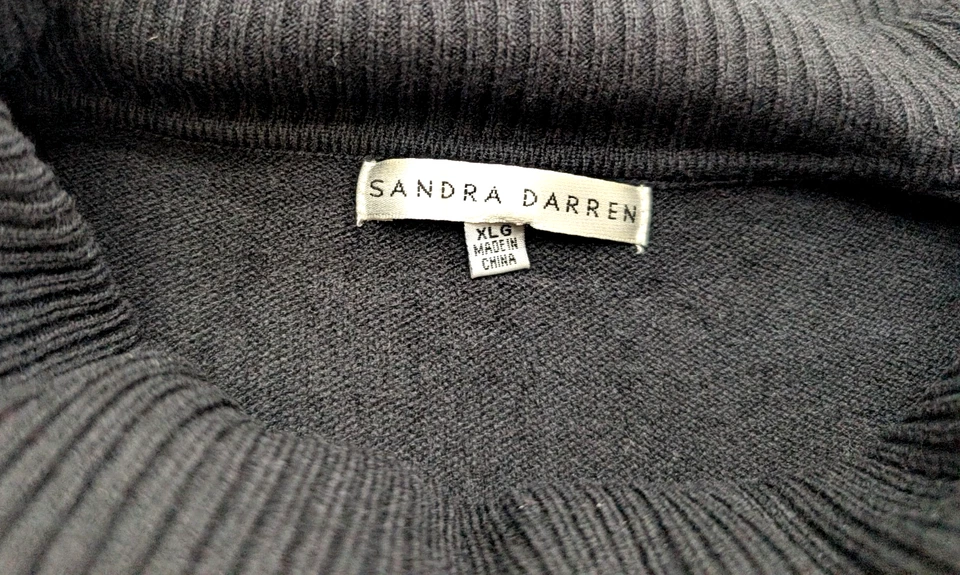 SANDRA DARREN
XLG
MADE IN
CHINA